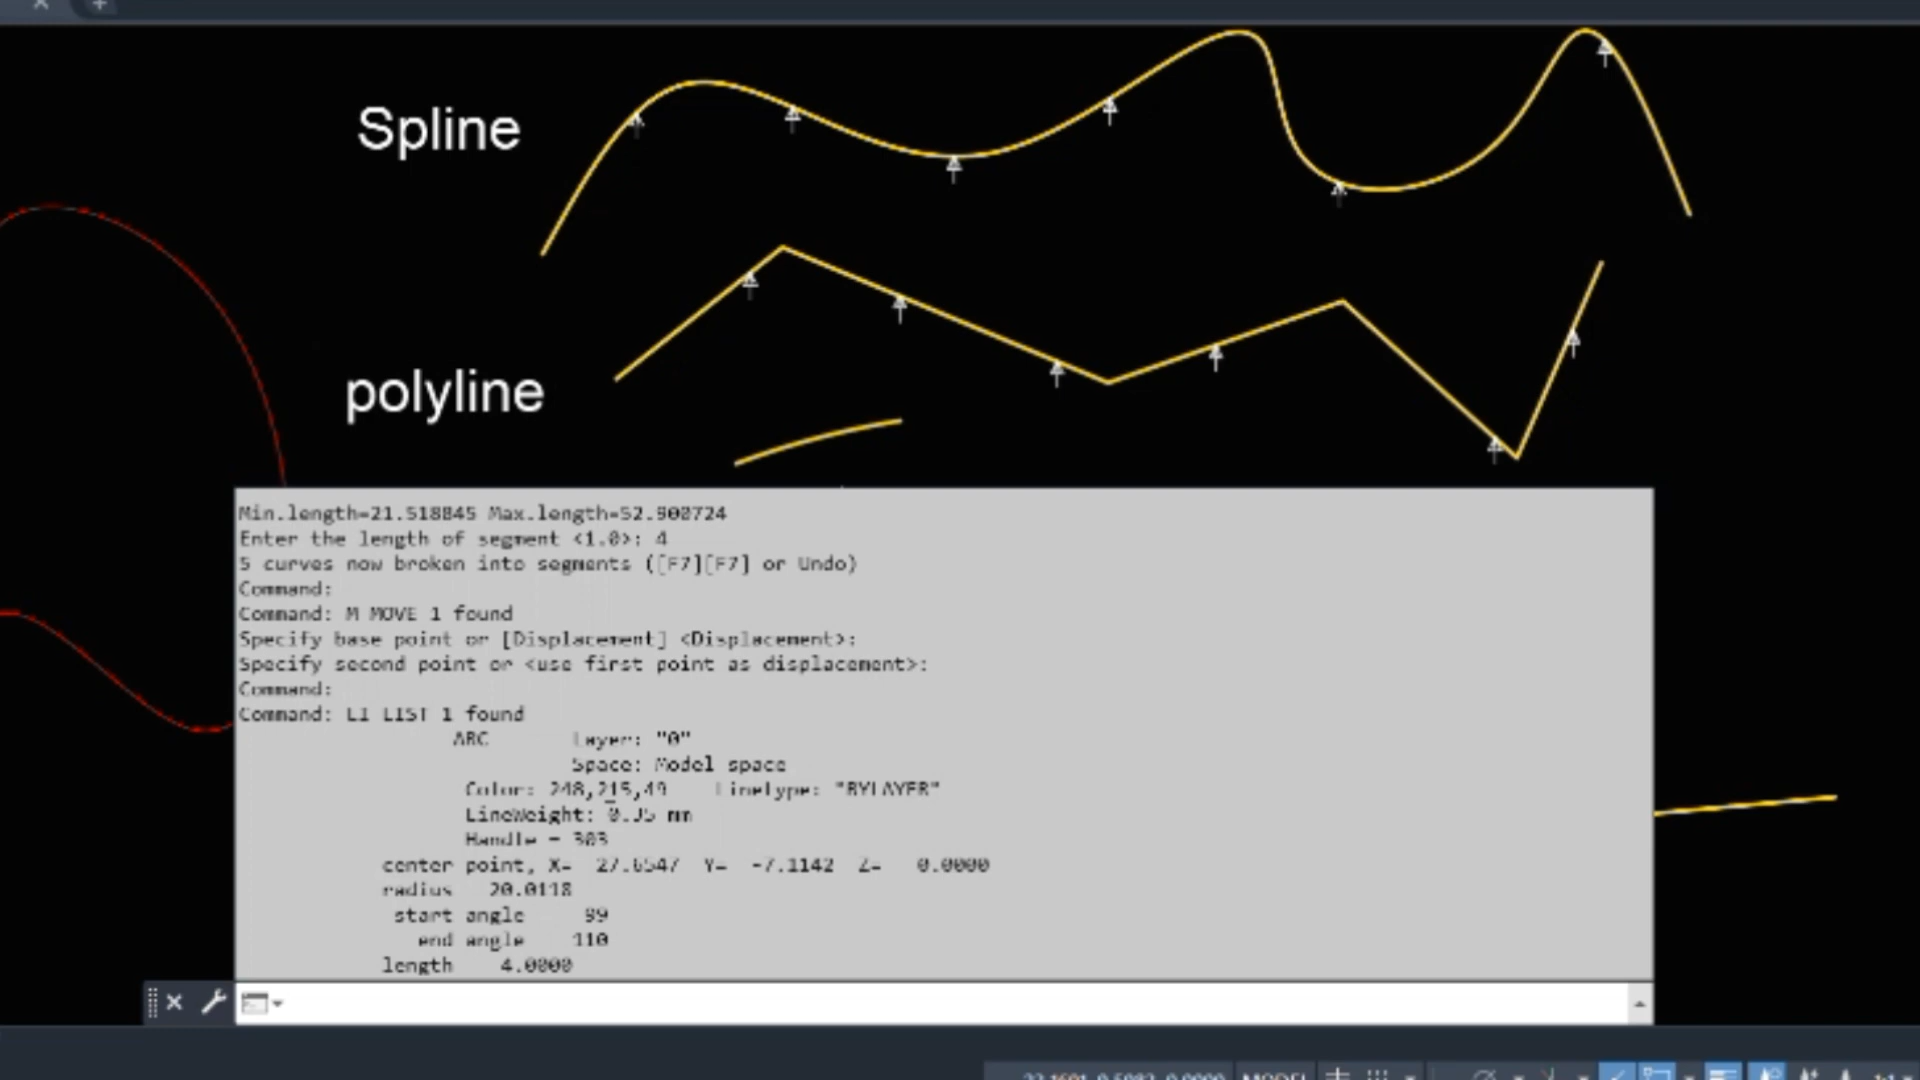 Spline
polyline
Min.length=21.518845 Max.length=52.900724
Enter the length of segment <1.0>: 4
5 curves now broken into segments ([F7][F7] or Undo)
Command:
Command: M MOVE 1 found
Specify base point or [Displacement] <Displacement>:
Specify second point or <use first point as displacement>:
Command:
Command: LI LIST 1 found
ARC Layer: "0"
Space: Model space
Color: 248,215,49 Linetype: "BYLAYER"
LineWeight: 0.35 mm
Handle = 303
center point, X= 27.6547 Y= -7.1142 Z= 0.0000
radius 20.0118
start angle 99
end angle 110
length 4.0000
MODEL